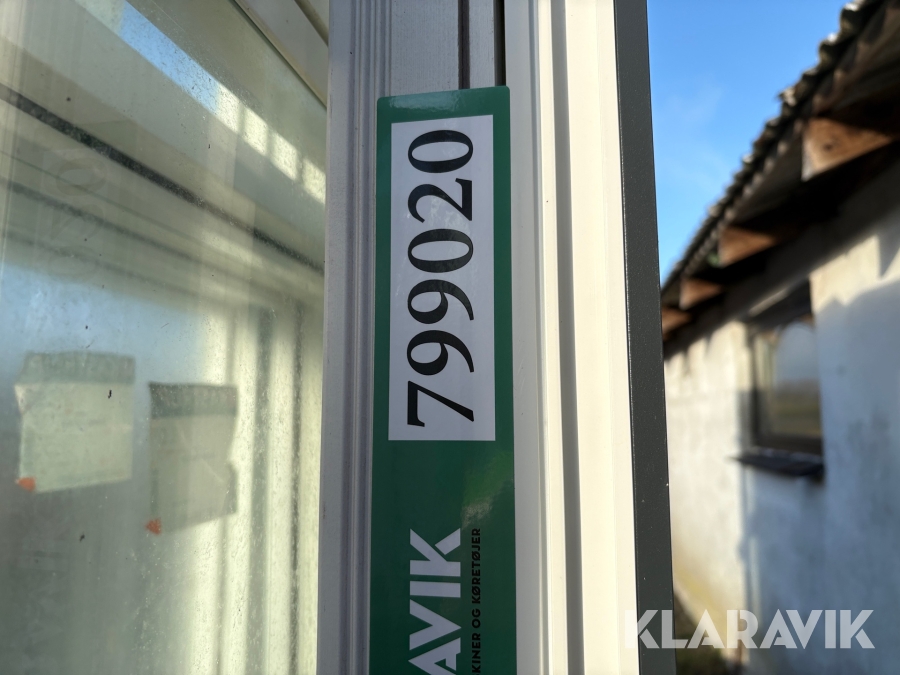 799020
AVIK
KINER OG KØRETØJER
KLARAVIK